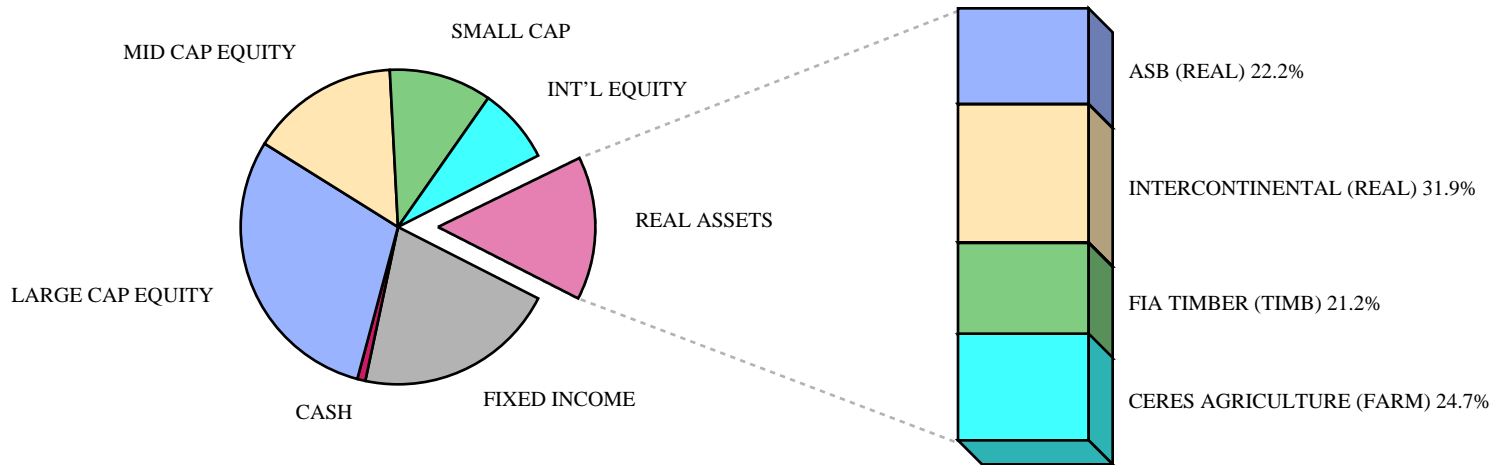 SMALL CAP
MID CAP EQUITY
INT'L EQUITY
REAL ASSETS
LARGE CAP EQUITY
CASH
FIXED INCOME
ASB (REAL) 22.2%
INTERCONTINENTAL (REAL) 31.9%
FIA TIMBER (TIMB) 21.2%
CERES AGRICULTURE (FARM) 24.7%